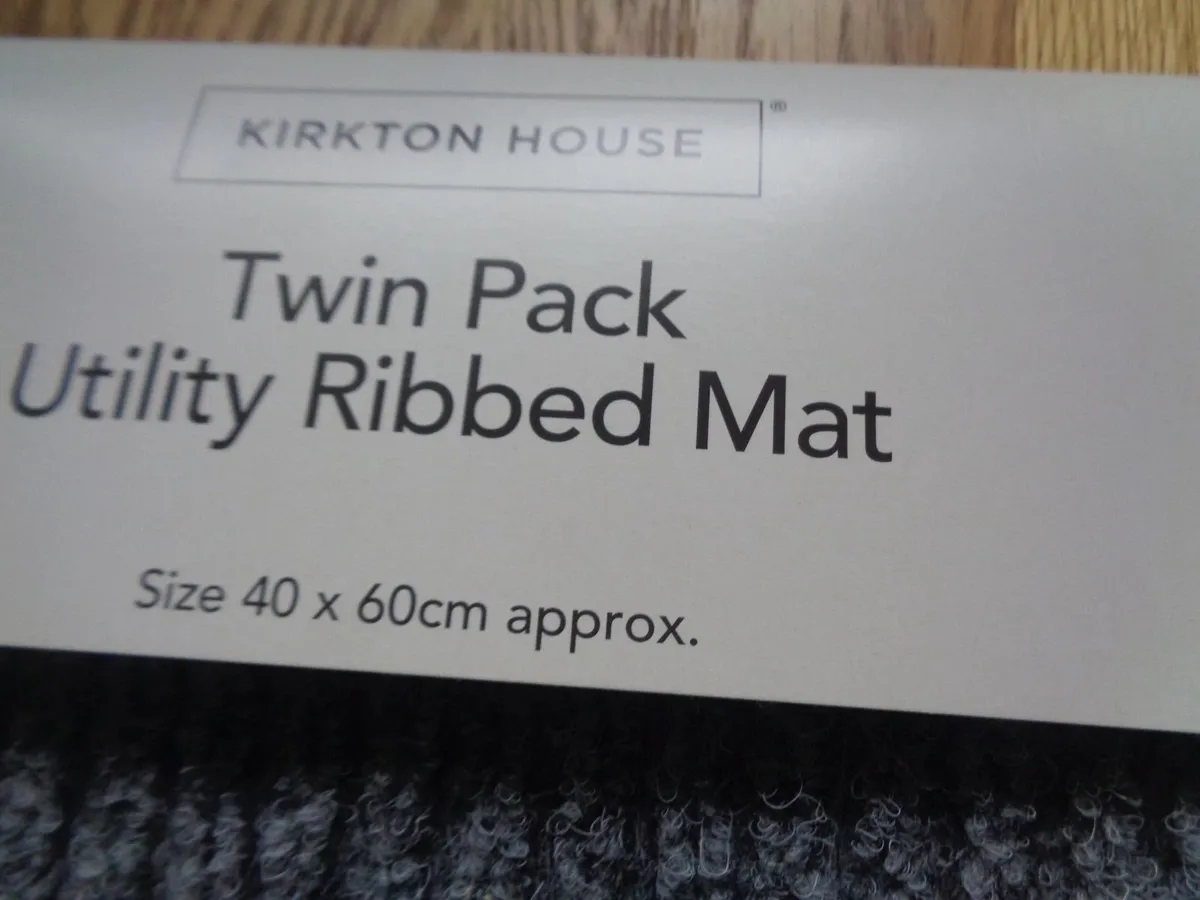 KIRKTON HOUSE®
Twin Pack
Utility Ribbed Mat
Size 40 x 60cm approx.